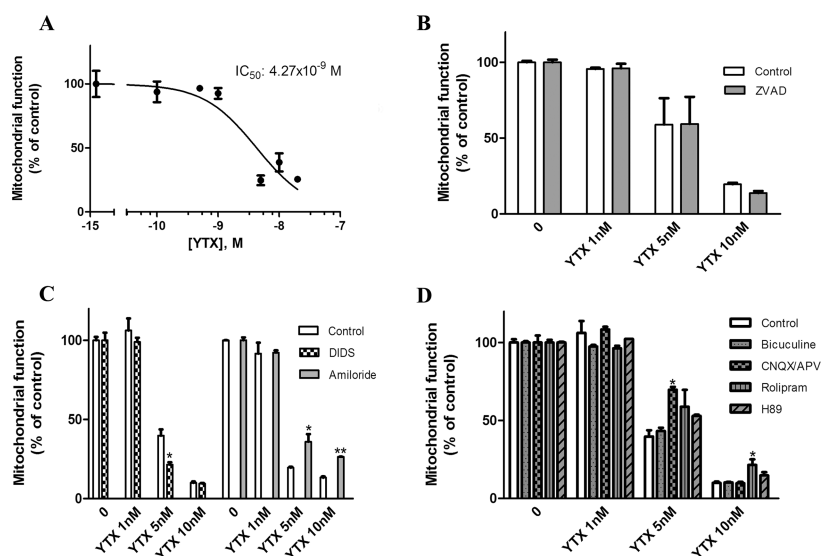 A
Mitochondrial function
(% of control)
100
50
0
IC50: 4.27x10-9 M
-15
-10
-9
-8
-7
[YTX], M
B
Mitochondrial function
(% of control)
100
50
0
Control
ZVAD
0
YTX 1nM
YTX 5nM
YTX 10nM
C
Mitochondrial function
(% of control)
100
50
0
Control
DIDS
Amiloride
*
*
**
0
YTX 1nM
YTX 5nM
YTX 10nM
0
YTX 1nM
YTX 5nM
YTX 10nM
D
Mitochondrial function
(% of control)
100
50
0
Control
Bicuculine
CNQX/APV
Rolipram
H89
*
*
0
YTX 1nM
YTX 5nM
YTX 10nM